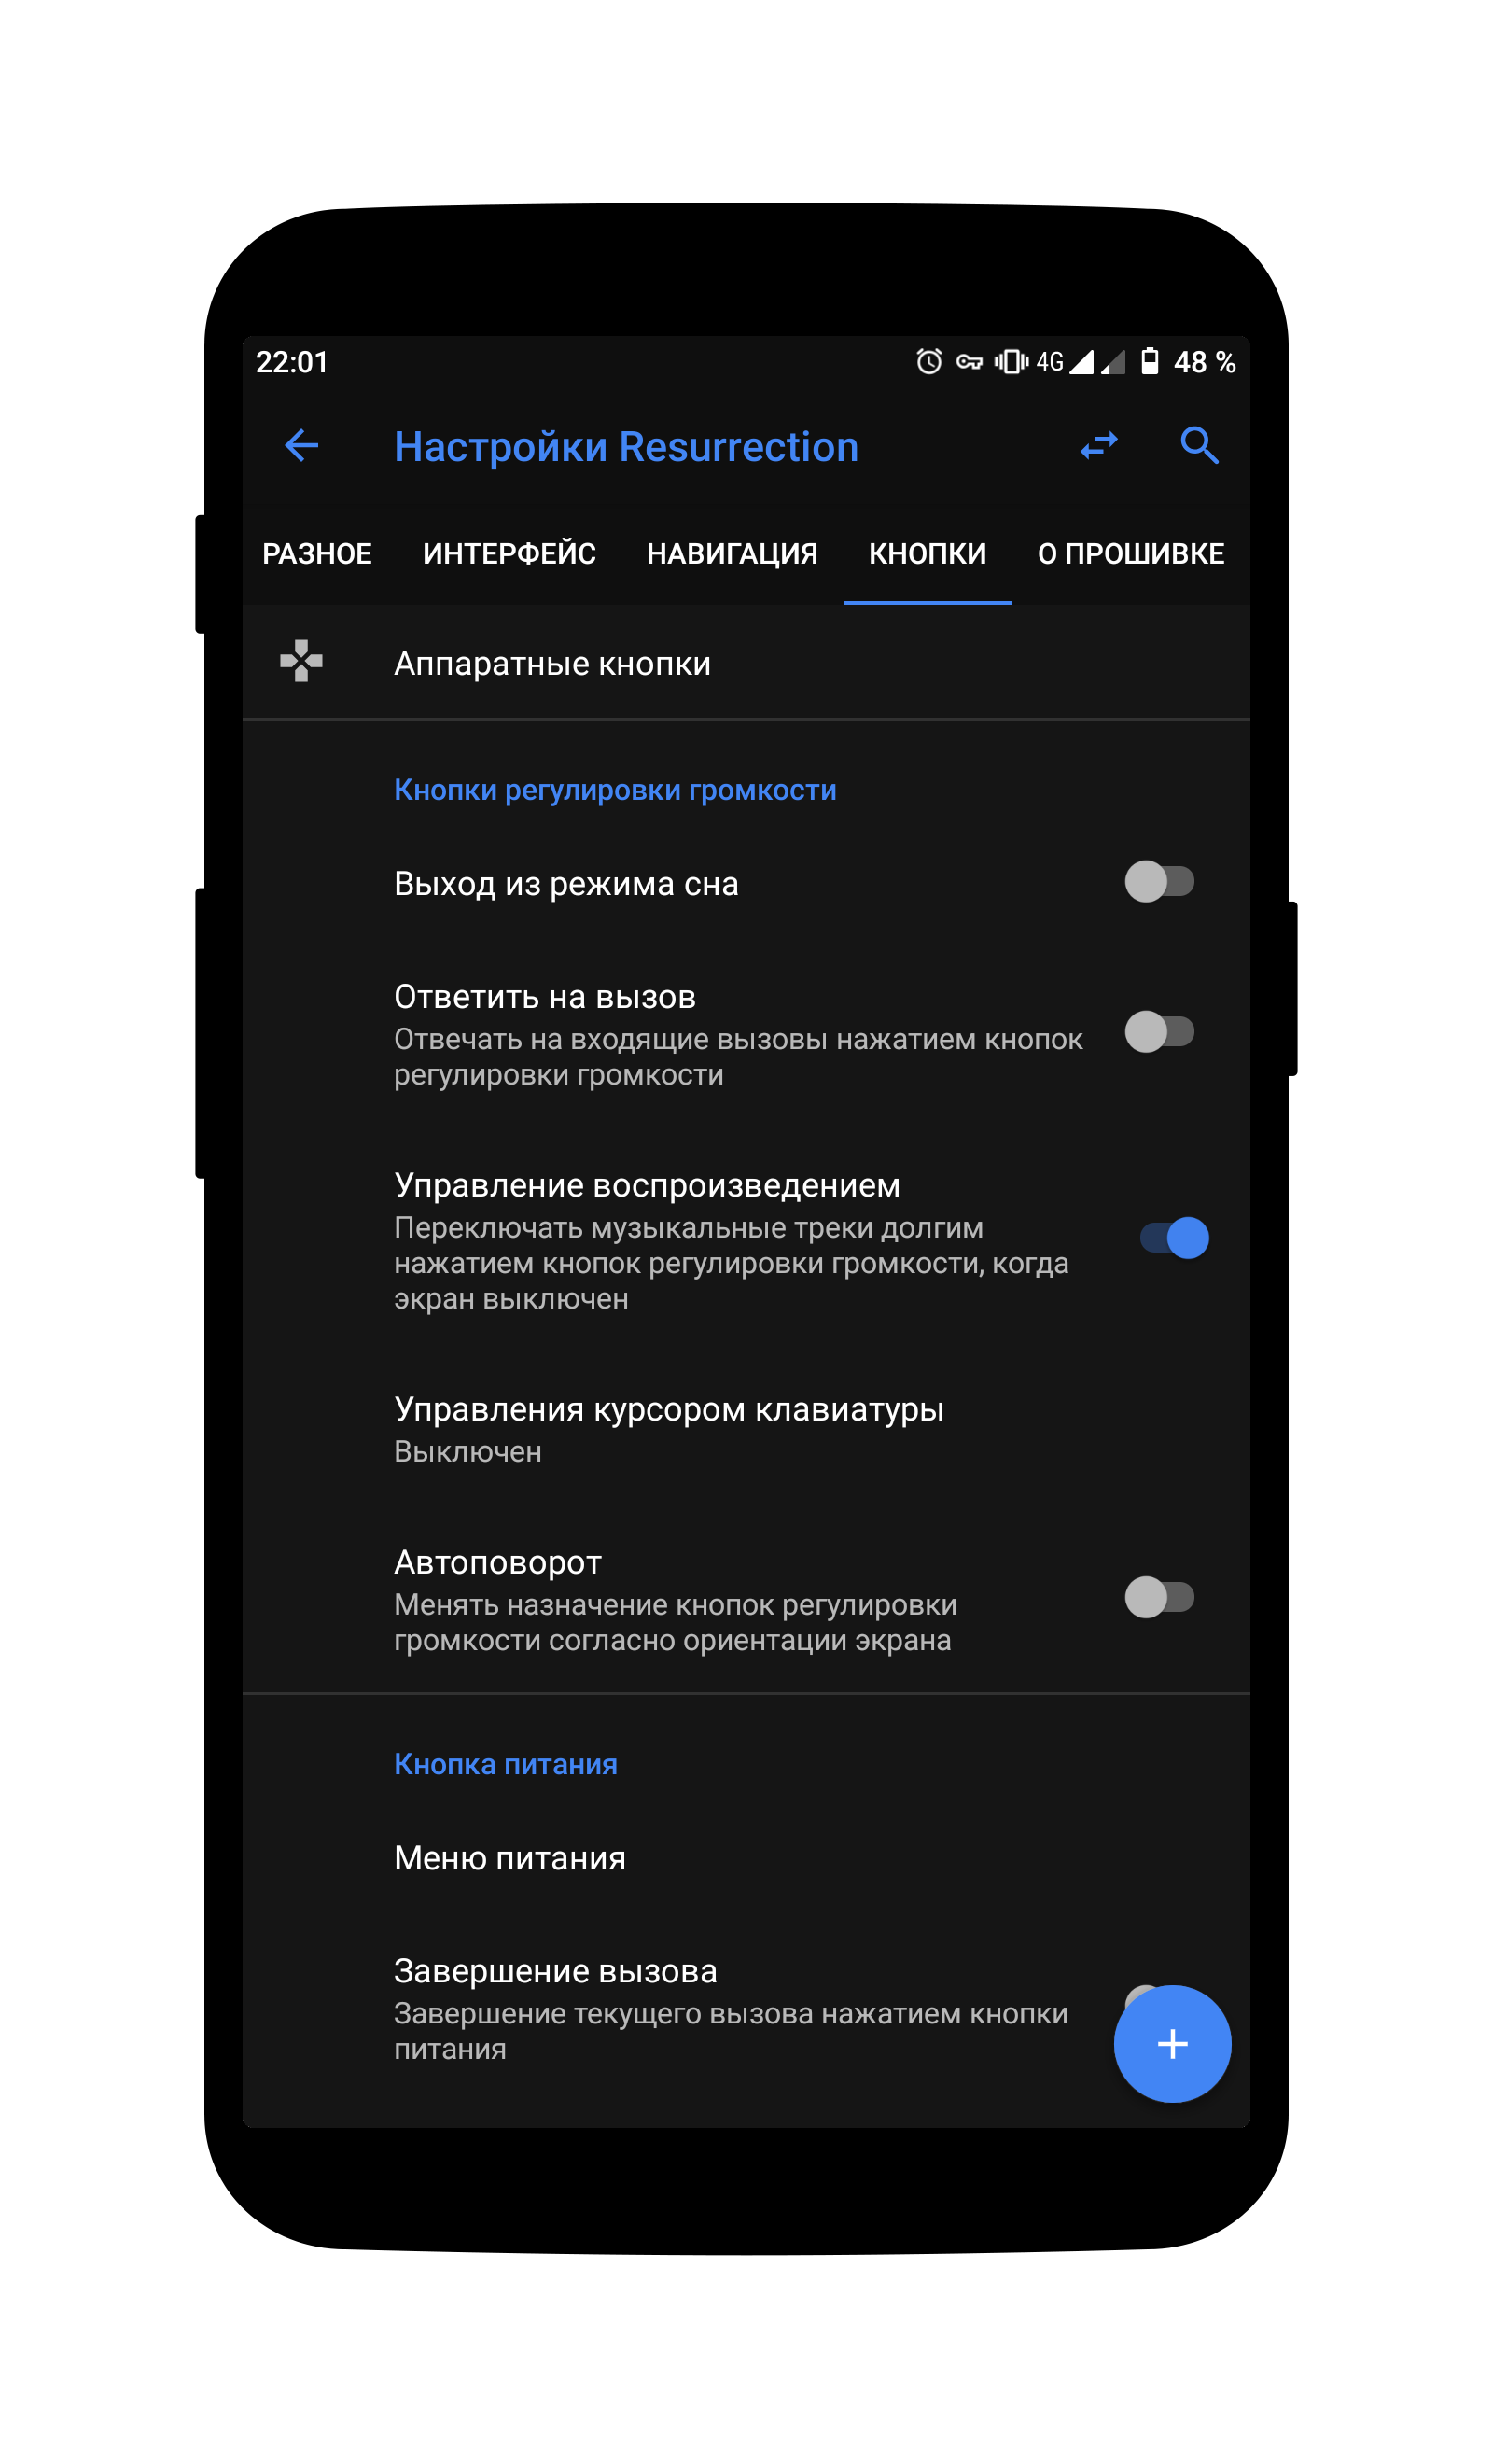 22:01 4G 48 %
Настройки Resurrection
РАЗНОЕ ИНТЕРФЕЙС НАВИГАЦИЯ КНОПКИ О ПРОШИВКЕ
Аппаратные кнопки
Кнопки регулировки громкости
Выход из режима сна
Ответить на вызов
Отвечать на входящие вызовы нажатием кнопок
регулировки громкости
Управление воспроизведением
Переключать музыкальные треки долгим
нажатием кнопок регулировки громкости, когда
экран выключен
Управления курсором клавиатуры
Выключен
Автоповорот
Менять назначение кнопок регулировки
громкости согласно ориентации экрана
Кнопка питания
Меню питания
Завершение вызова
Завершение текущего вызова нажатием кнопки
питания